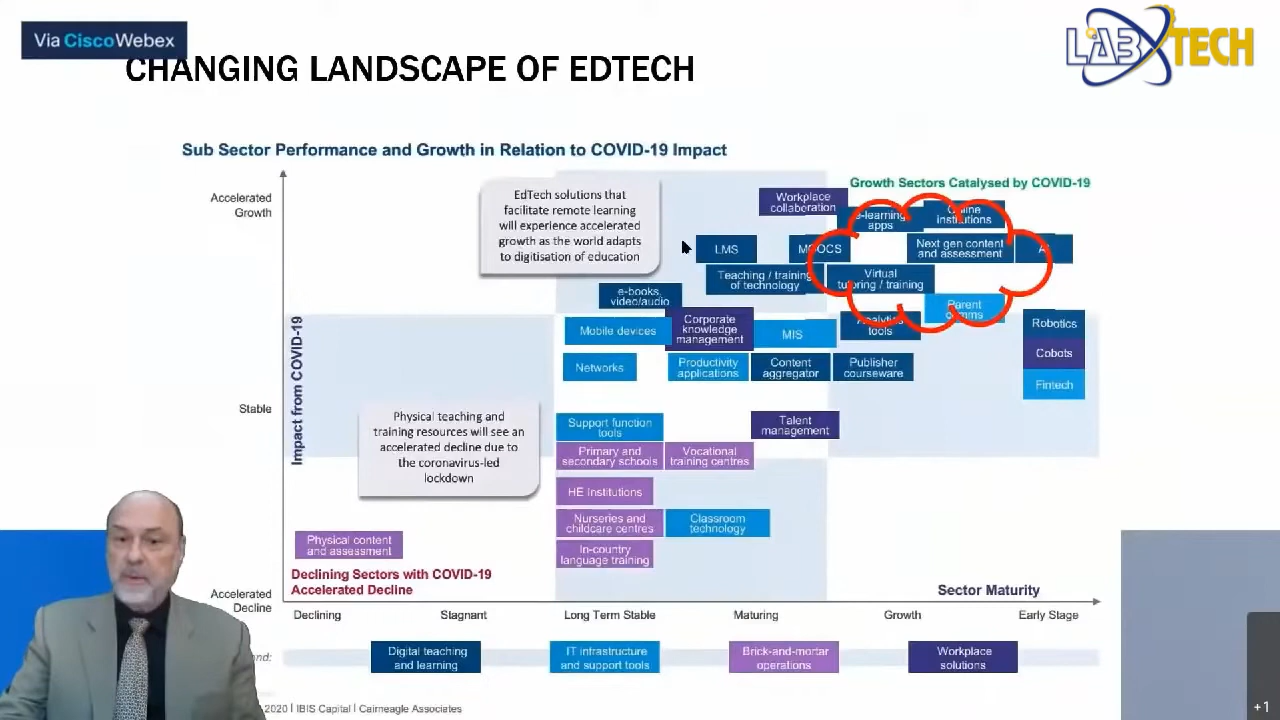 Via Cisco Webex
LABXTECH
CHANGING LANDSCAPE OF EDTECH
Sub Sector Performance and Growth in Relation to COVID-19 Impact
Growth Sectors Catalysed by COVID-19
Accelerated
Growth
EdTech solutions that
facilitate remote learning
will experience accelerated
growth as the world adapts
to digitisation of education
Workplace
collaboration
e-learning
apps
Online
institutions
LMS
MOOCS
Next gen content
and assessment
Teaching / training
of technology
Virtual
tutoring / training
e-books,
video/audio
Parent
comms
Mobile devices
Corporate
knowledge
management
MIS
Analytics
tools
Robotics
Cobots
Fintech
Networks
Productivity
applications
Content
aggregator
Publisher
courseware
Impact from COVID-19
Stable
Physical teaching and
training resources will see an
accelerated decline due to
the coronavirus-led
lockdown
Support function
tools
Talent
management
Primary and
secondary schools
Vocational
training centres
HE Institutions
Nurseries and
childcare centres
Classroom
technology
In-country
language training
Physical content
and assessment
Declining Sectors with COVID-19
Accelerated Decline
Sector Maturity
Accelerated
Decline
Declining
Stagnant
Long Term Stable
Maturing
Growth
Early Stage
Digital teaching
and learning
IT infrastructure
and support tools
Brick-and-mortar
operations
Workplace
solutions
2020 | IBIS Capital | Cairneagle Associates
+1